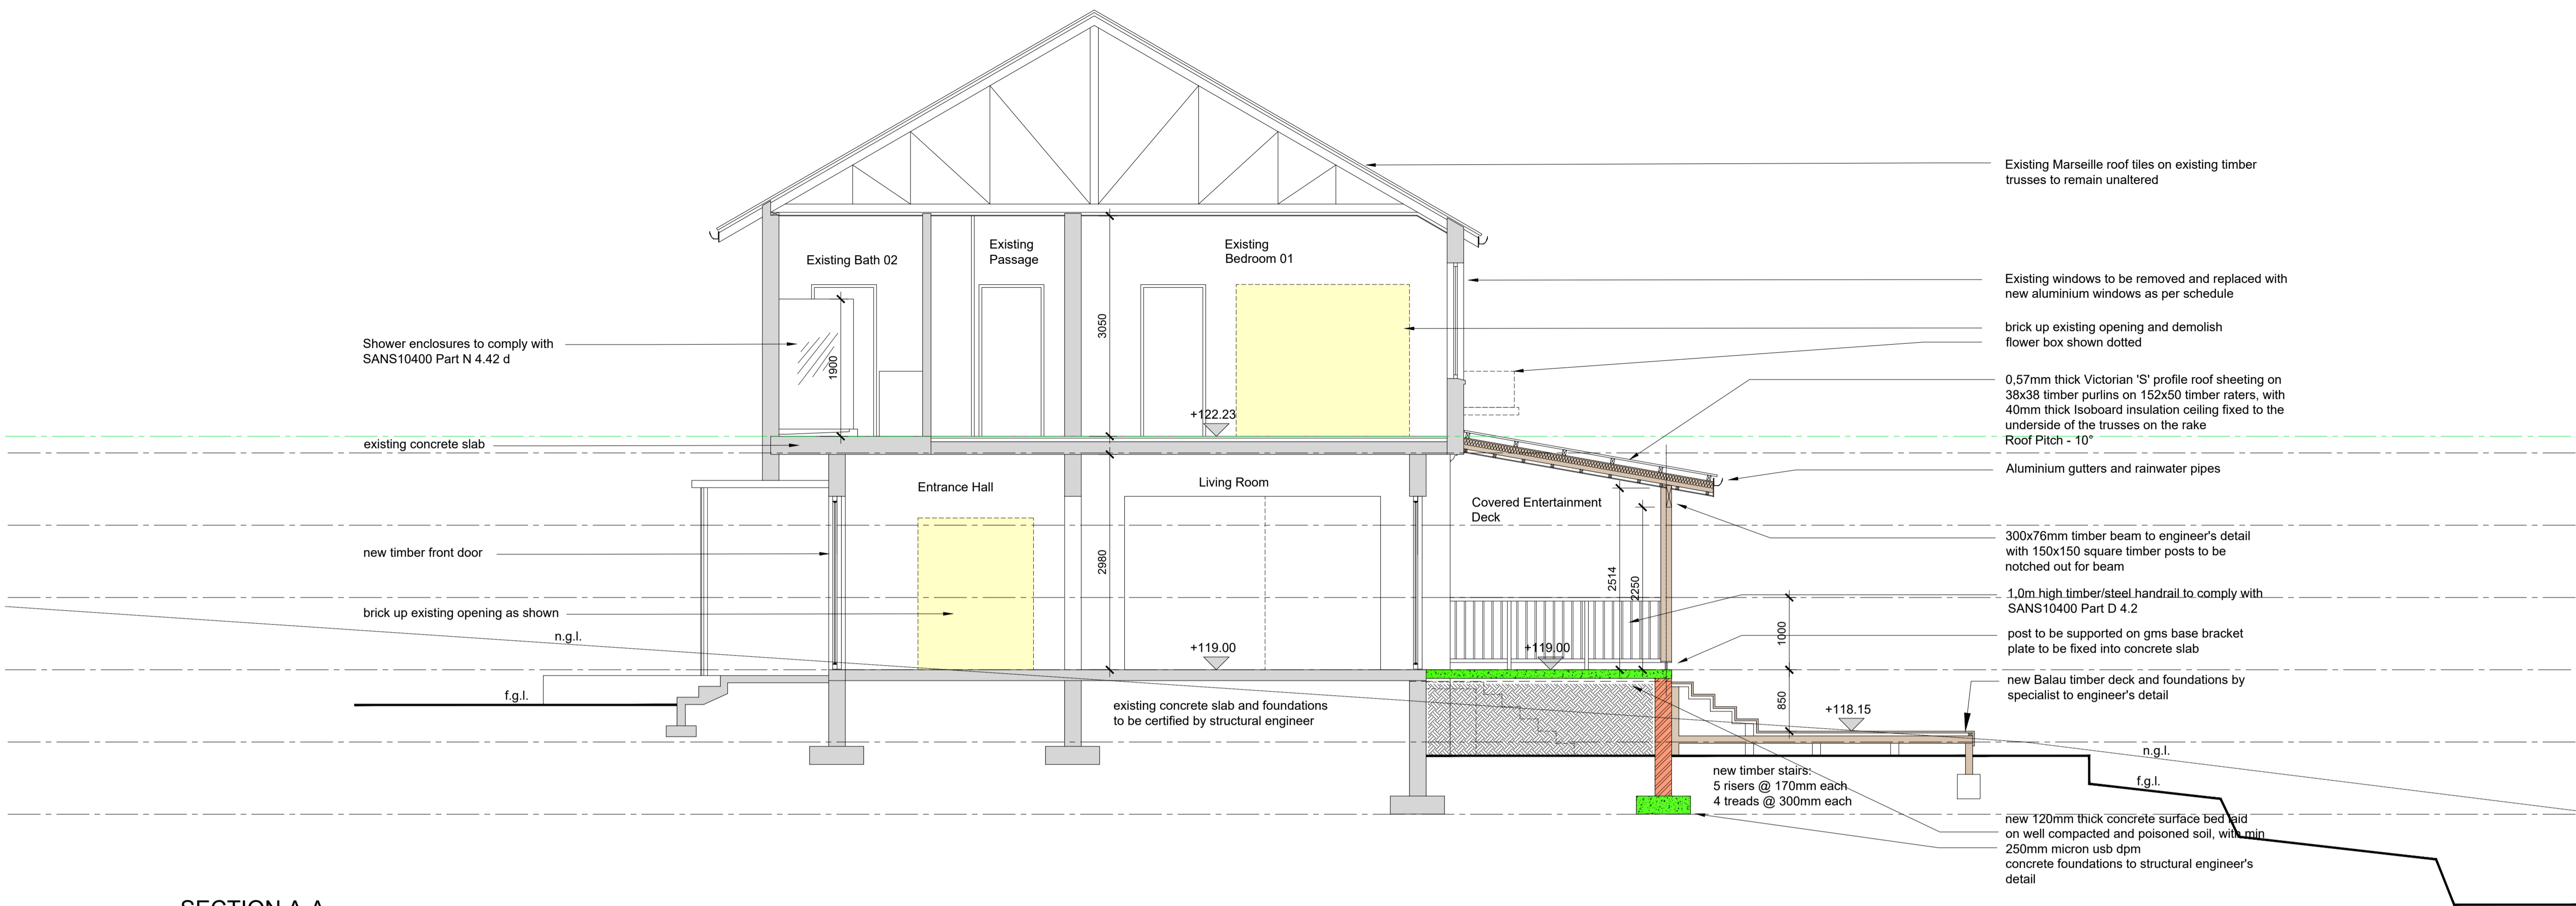 Existing Marseille roof tiles on existing timber
trusses to remain unaltered
Existing Bath 02
Existing
Passage
Existing
Bedroom 01
Existing windows to be removed and replaced with
new aluminium windows as per schedule
brick up existing opening and demolish
flower box shown dotted
Shower enclosures to comply with
SANS10400 Part N 4.42 d
1900
3050
+122.23
0,57mm thick Victorian 'S' profile roof sheeting on
38x38 timber purlins on 152x50 timber raters, with
40mm thick Isoboard insulation ceiling fixed to the
underside of the trusses on the rake
Roof Pitch - 10°
existing concrete slab
Aluminium gutters and rainwater pipes
Entrance Hall
Living Room
Covered Entertainment
Deck
300x76mm timber beam to engineer's detail
with 150x150 square timber posts to be
notched out for beam
new timber front door
2980
2514
2250
1,0m high timber/steel handrail to comply with
SANS10400 Part D 4.2
brick up existing opening as shown
n.g.l.
1000
post to be supported on gms base bracket
plate to be fixed into concrete slab
+119.00
+119.00
new Balau timber deck and foundations by
specialist to engineer's detail
f.g.l.
850
+118.15
existing concrete slab and foundations
to be certified by structural engineer
n.g.l.
f.g.l.
new timber stairs:
5 risers @ 170mm each
4 treads @ 300mm each
new 120mm thick concrete surface bed laid
on well compacted and poisoned soil, with min
250mm micron usb dpm
concrete foundations to structural engineer's
detail
SECTION A-A